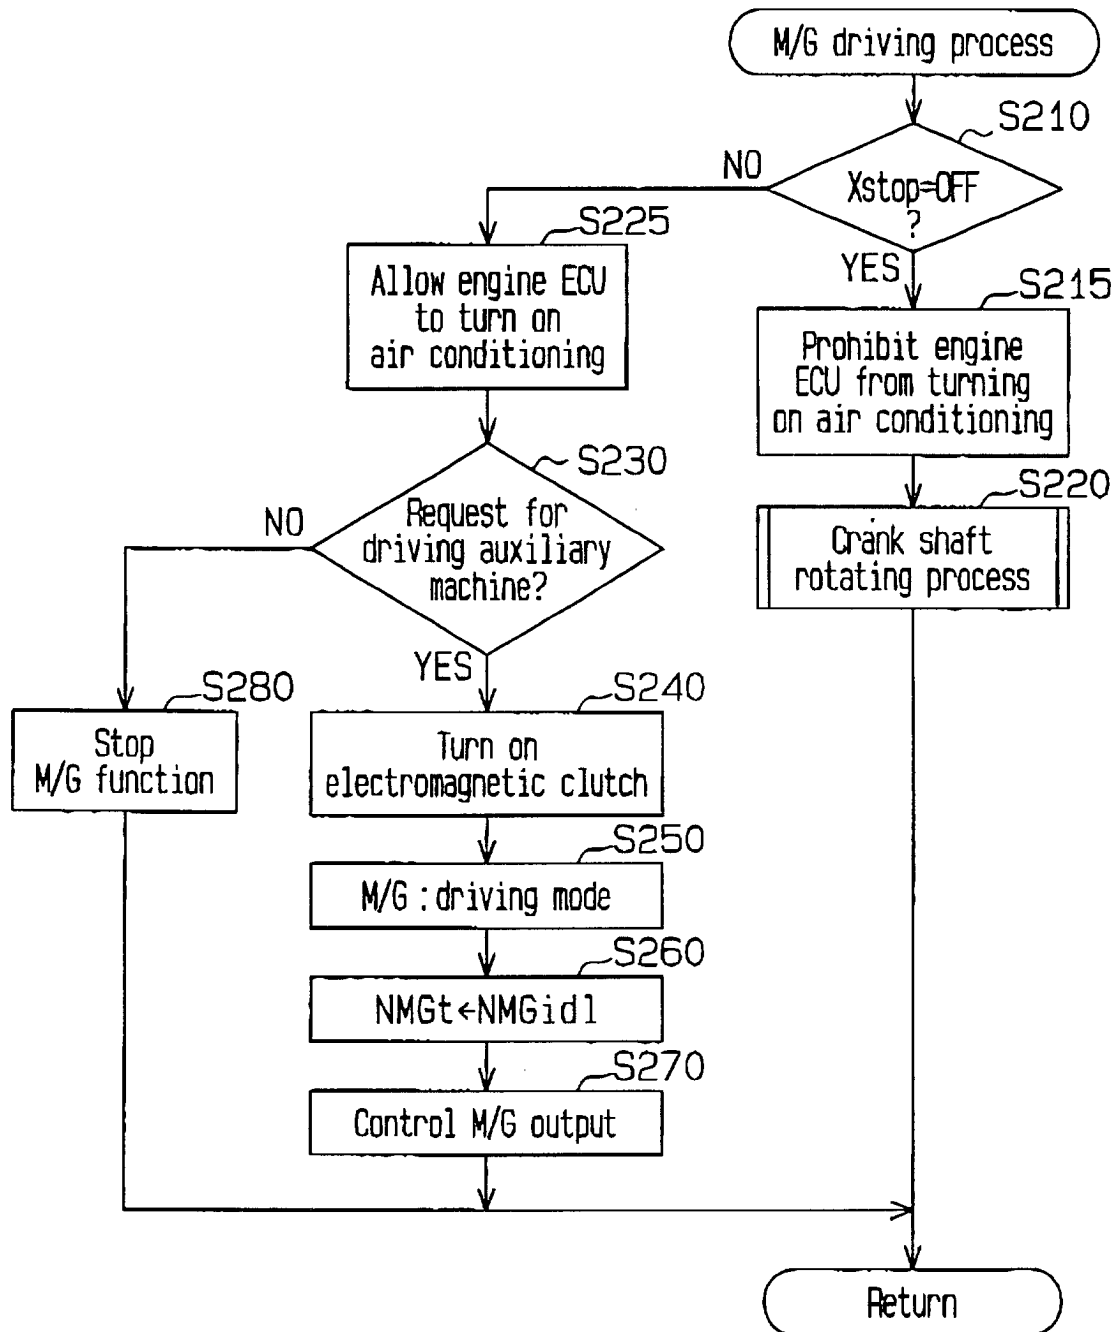 M/G driving process
S210
Xstop=OFF
?
NO
YES
S225
Allow engine ECU
to turn on
air conditioning
S215
Prohibit engine
ECU from turning
on air conditioning
S230
Request for
driving auxiliary
machine?
NO
YES
S220
Crank shaft
rotating process
S280
Stop
M/G function
S240
Turn on
electromagnetic clutch
S250
M/G : driving mode
S260
NMGt←NMGidl
S270
Control M/G output
Return